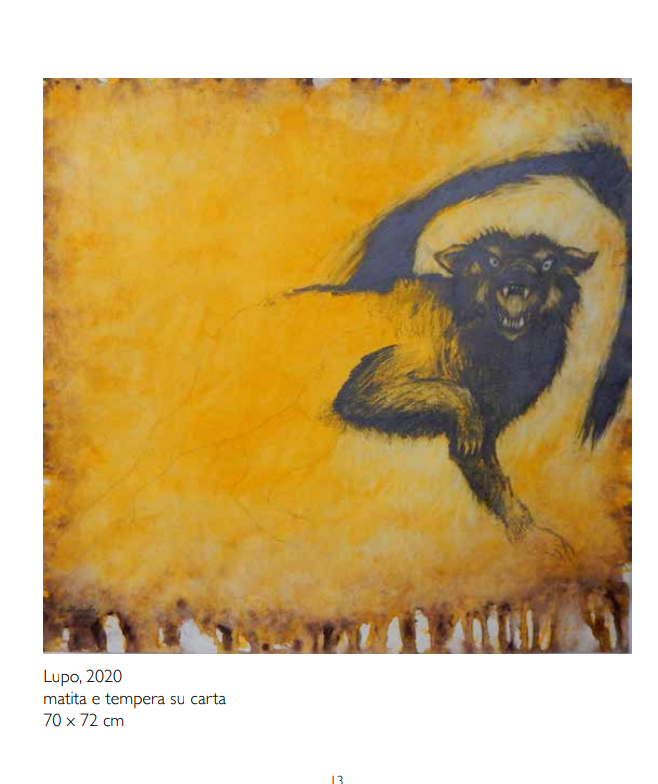 Lupo, 2020
matita e tempera su carta
70 x 72 cm
13